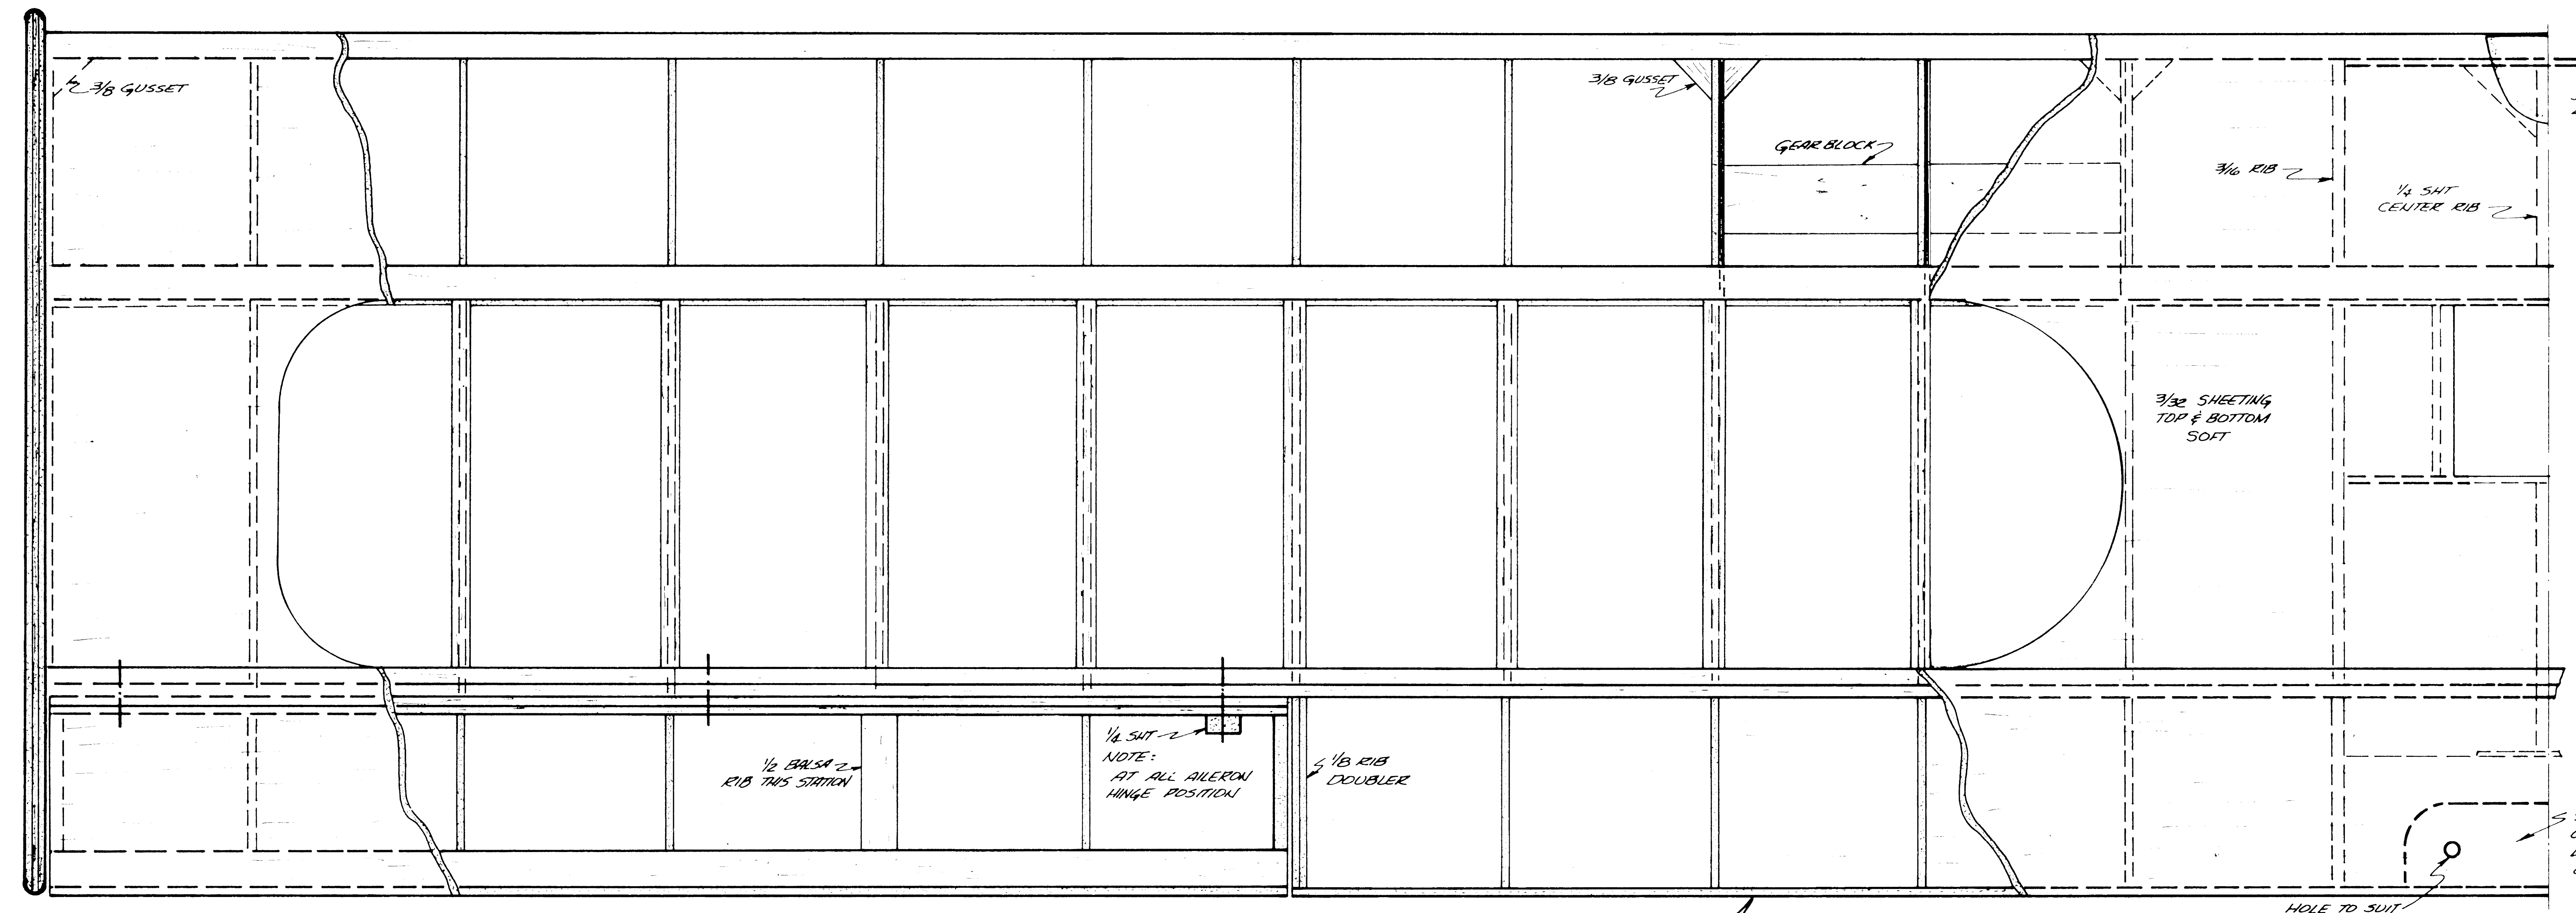 3/8 GUSSET
3/8 GUSSET
GEAR BLOCK
3/16 RIB
1/4 SHT
CENTER RIB
3/32 SHEETING
TOP & BOTTOM
SOFT
1/2 BALSA
RIB THIS STATION
1/4 SHT
NOTE:
AT ALL AILERON
HINGE POSITION
1/8 RIB
DOUBLER
HOLE TO SUIT